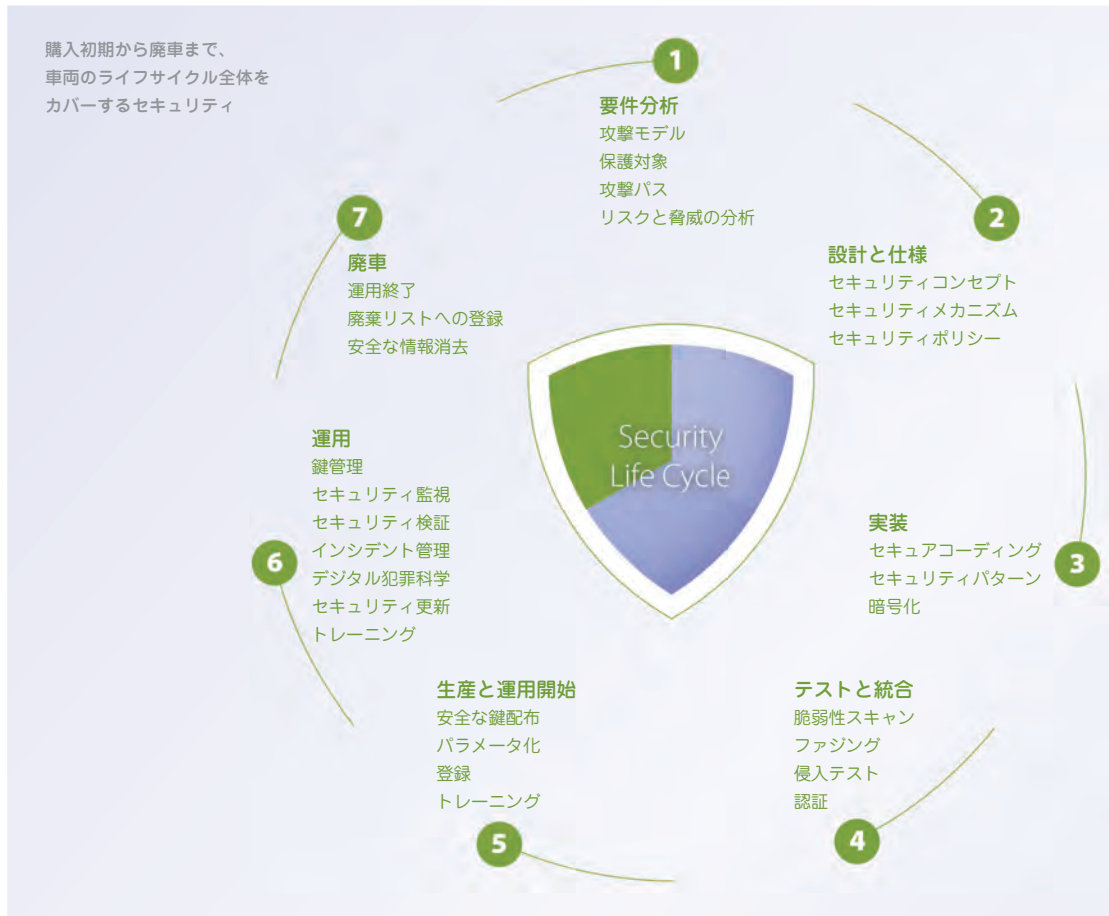 購入初期から廃車まで、
車両のライフサイクル全体を
カバーするセキュリティ
1
要件分析
攻撃モデル
保護対象
攻撃パス
リスクと脅威の分析
2
設計と仕様
セキュリティコンセプト
セキュリティメカニズム
セキュリティポリシー
3
実装
セキュアコーディング
セキュリティパターン
暗号化
4
テストと統合
脆弱性スキャン
ファジング
侵入テスト
認証
5
生産と運用開始
安全な鍵配布
パラメータ化
登録
トレーニング
6
運用
鍵管理
セキュリティ監視
セキュリティ検証
インシデント管理
デジタル犯罪科学
セキュリティ更新
トレーニング
7
廃車
運用終了
廃棄リストへの登録
安全な情報消去
Security
Life Cycle